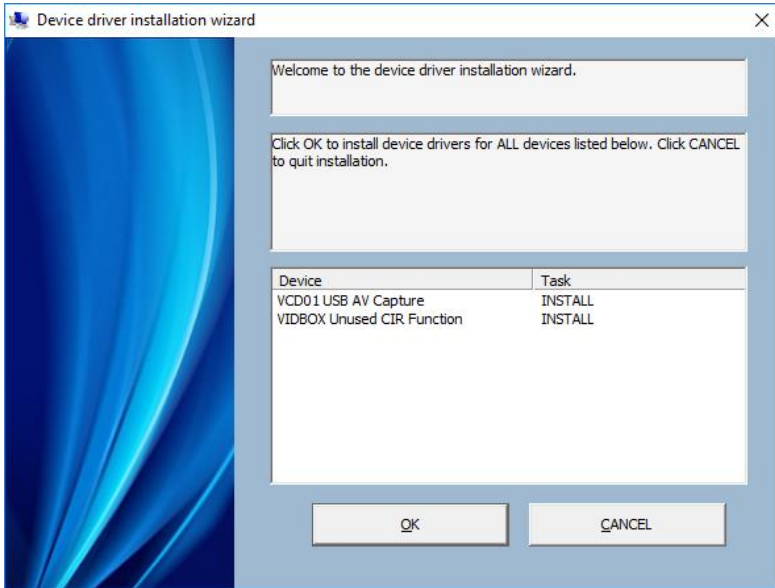 Device driver installation wizard
Welcome to the device driver installation wizard.
Click OK to install device drivers for ALL devices listed below. Click CANCEL
to quit installation.
Device Task
VCD01 USB AV Capture INSTALL
VIDBOX Unused CIR Function INSTALL
OK CANCEL